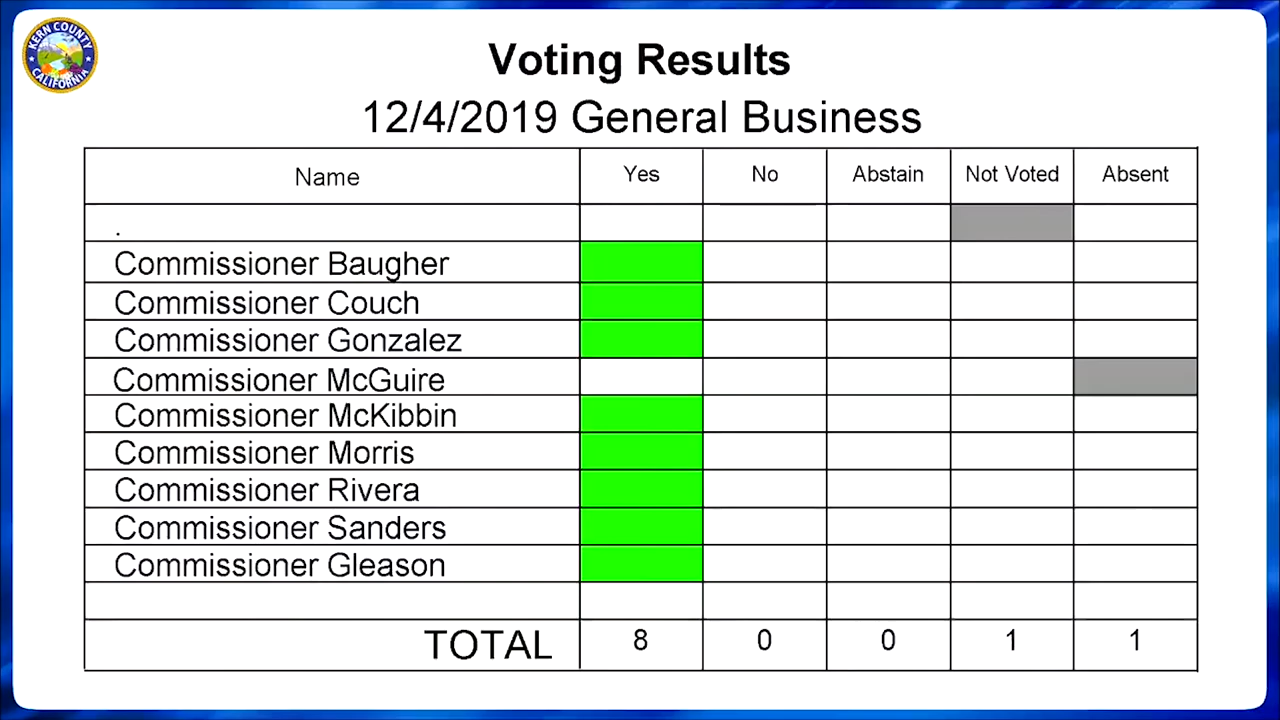 KERN COUNTY
CALIFORNIA
Voting Results
12/4/2019 General Business
Name Yes No Abstain Not Voted Absent
.
Commissioner Baugher
Commissioner Couch
Commissioner Gonzalez
Commissioner McGuire
Commissioner McKibbin
Commissioner Morris
Commissioner Rivera
Commissioner Sanders
Commissioner Gleason
TOTAL 8 0 0 1 1